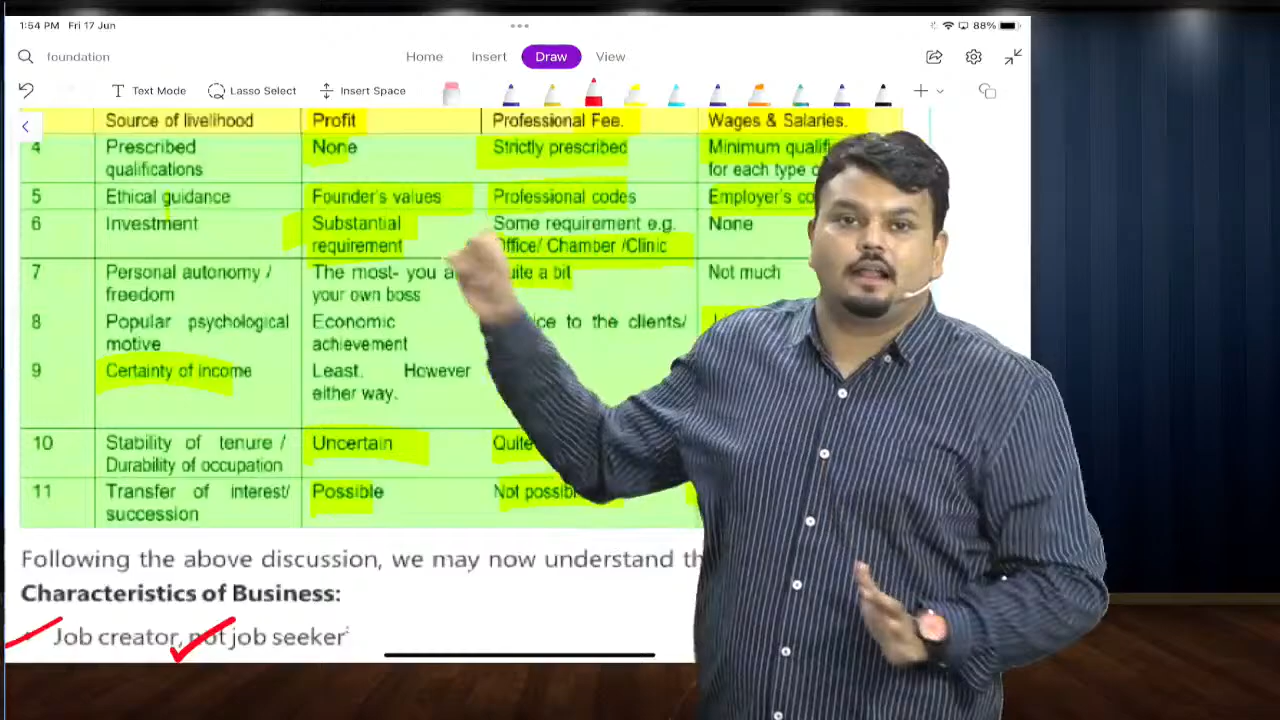 1:54 PM Fri 17 Jun
88%
foundation
Home Insert Draw View
Text Mode Lasso Select Insert Space
Source of livelihood Profit Professional Fee. Wages & Salaries.
4 Prescribed None Strictly prescribed Minimum
qualifications for each type
5 Ethical guidance Founder's values Professional codes Employer's
6 Investment Substantial Some requirement e.g. None
requirement Office/ Chamber /Clinic
7 Personal autonomy / The most- you Quite a bit Not much
freedom your own boss
8 Popular psychological Economic to the clients/
motive achievement
9 Certainty of income Least. However
either way.
10 Stability of tenure / Uncertain Quite
Durability of occupation
11 Transfer of interest/ Possible Not
succession
Following the above discussion, we may now understand
Characteristics of Business:
Job creator, not job seeker